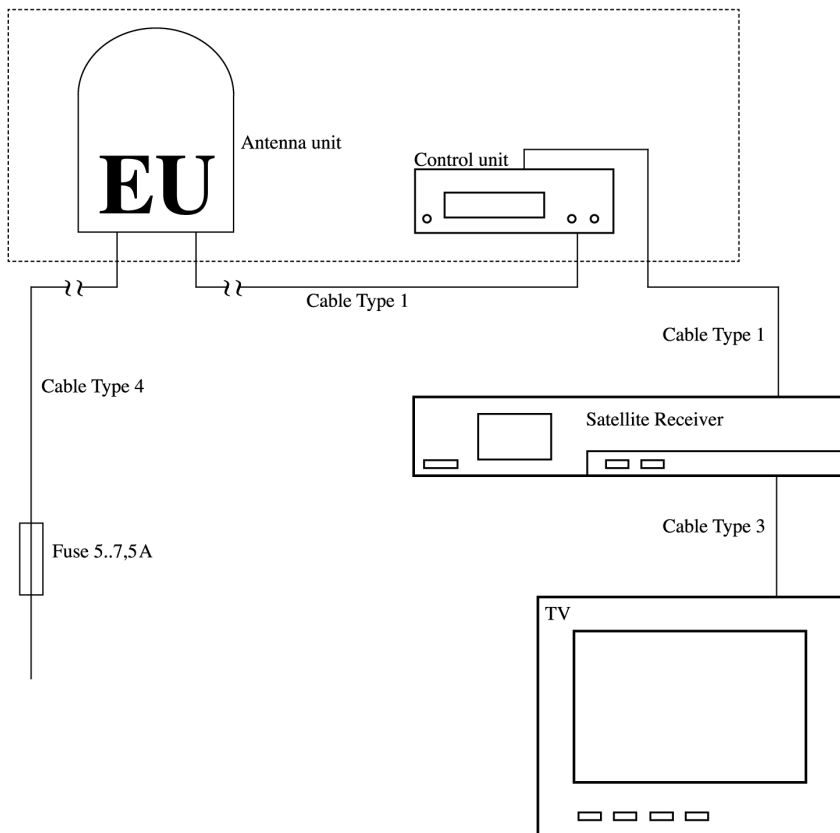 Antenna unit
EU
Control unit
Cable Type 1
Cable Type 1
Cable Type 4
Satellite Receiver
Cable Type 3
Fuse 5..7,5A
TV